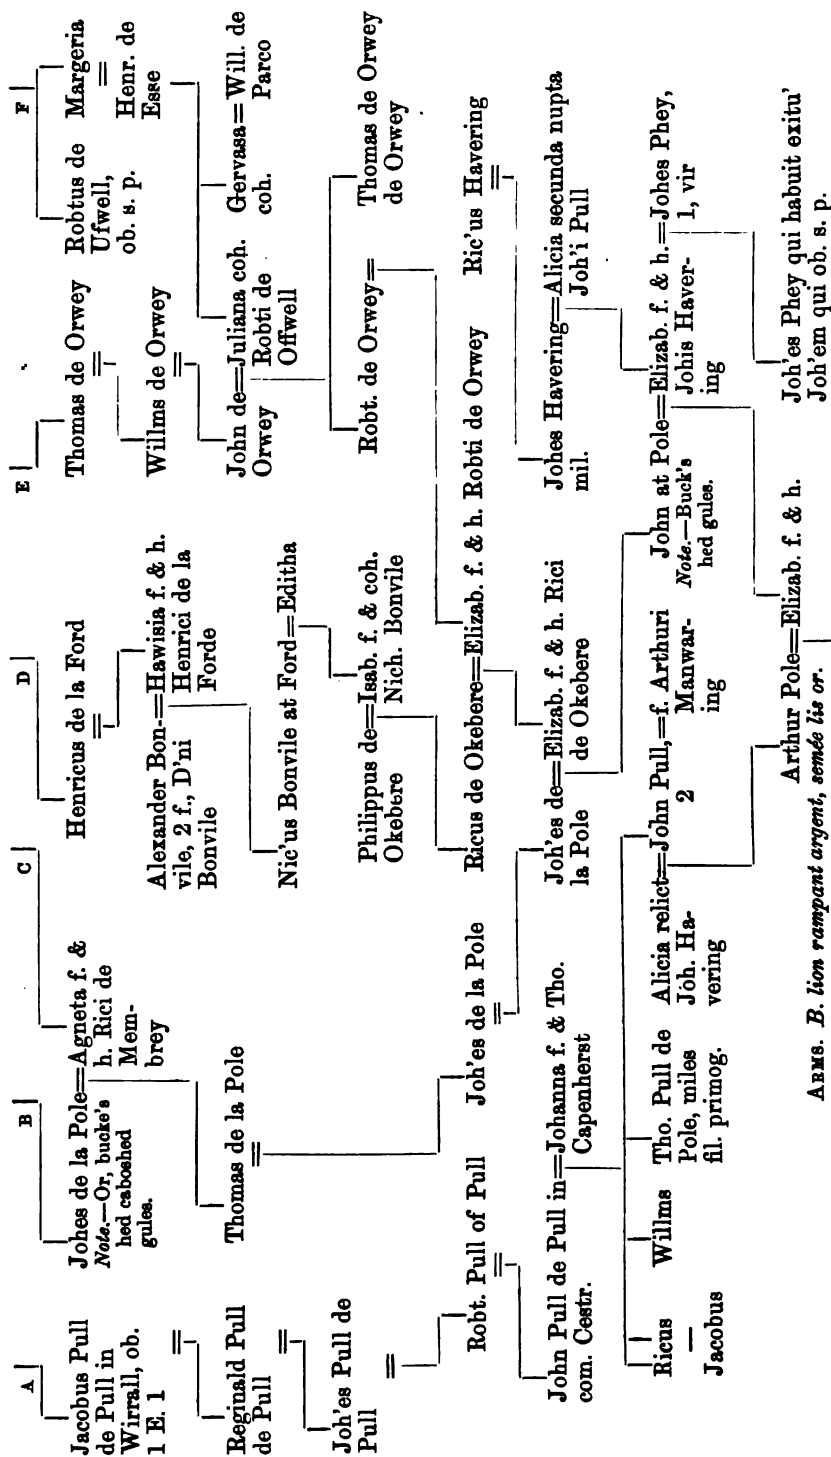 A
B
C
D
E
F
Jacobus Pull
de Pull in
Wirrall, ob.
1 E. 1
Johes de la Pole=Agneta f. &
Note.—Or, bucke's
hed caboshed
gules.
h. Rici de
Mem-
brey
Henricus de la Ford
Thomas de Orwey
Robtus de
Ufwell,
ob. s. p.
Margeria
=
Henr. de
Esse
Reginald Pull
de Pull
Thomas de la Pole
Alexander Bon-=Hawisia f. & h.
vile, 2 f., D'ni
Bonvile
Henrici de la
Forde
Willms de Orwey
Joh'es Pull de
Pull
Nic'us Bonvile at Ford=Editha
John de=Juliana coh.
Orwey
Robti de
Offwell
Gervasa=Will. de
coh.
Parco
Philippus de=Isab. f. & coh.
Okebere
Nich. Bonvile
Robt. de Orwey=
Thomas de Orwey
de Orwey
Robt. Pull of Pull
Joh'es de la Pole
Ricus de Okebere=Elizab. f. & h. Robti de Orwey
Ric'us Havering
John Pull de Pull in=Johanna f. & Tho.
com. Cestr.
Capenherst
Joh'es de=Elizab. f. & h. Rici
la Pole
de Okebere
Johes Havering=Alicia secunda nupta
mil.
Joh'i Pull
Ricus
—
Jacobus
Willms
Tho. Pull de
Pole, miles
fil. primog.
Alicia relict=John Pull,=f. Arthuri
Joh. Ha-
vering
2
Manwar-
ing
John at Pole=Elizab. f. & h.=Johes Phey,
Note.—Buck's
hed gules.
Johis Haver-
ing
1, vir
Arthur Pole=Elizab. f. & h.
Joh'es Phey qui habuit exitu'
Joh'em qui ob. s. p.
ARMS. B. lion rampant argent, semée lis or.